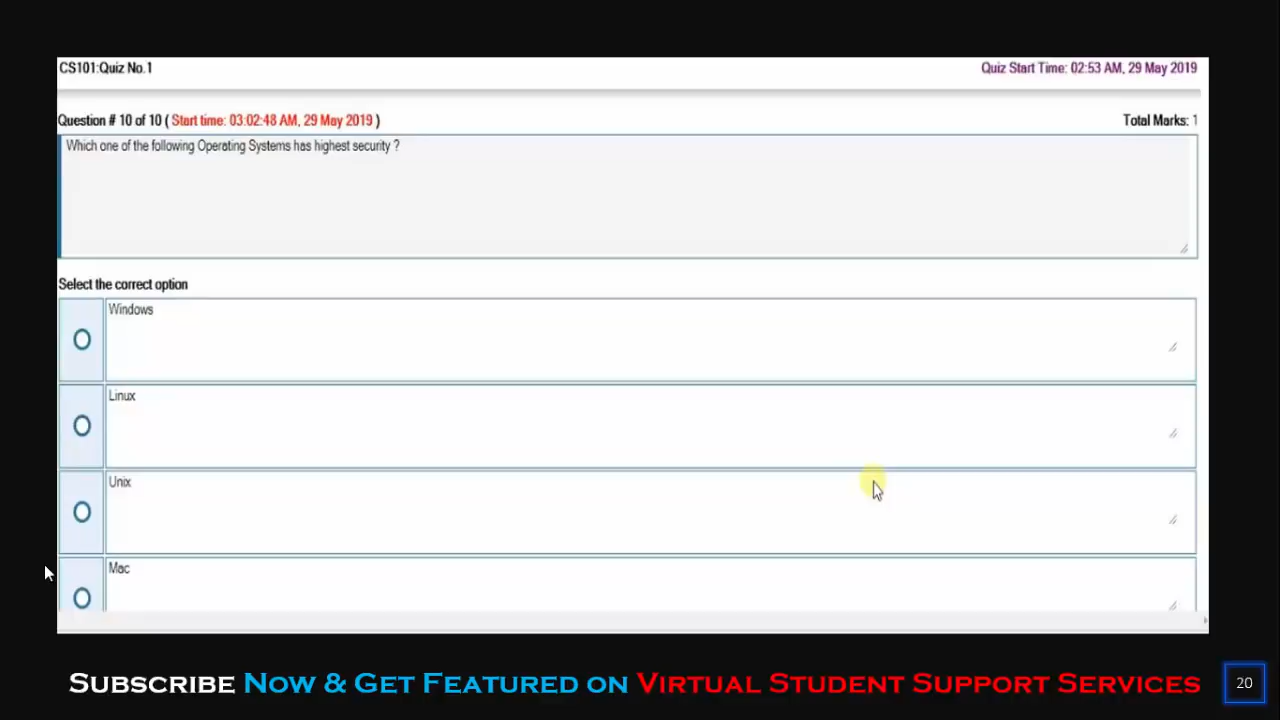 CS101:Quiz No.1
Quiz Start Time: 02:53 AM, 29 May 2019
Question # 10 of 10 ( Start time: 03:02:48 AM, 29 May 2019 )
Total Marks: 1
Which one of the following Operating Systems has highest security ?
Select the correct option
Windows
Linux
Unix
Mac
Subscribe Now & Get Featured on Virtual Student Support Services
20